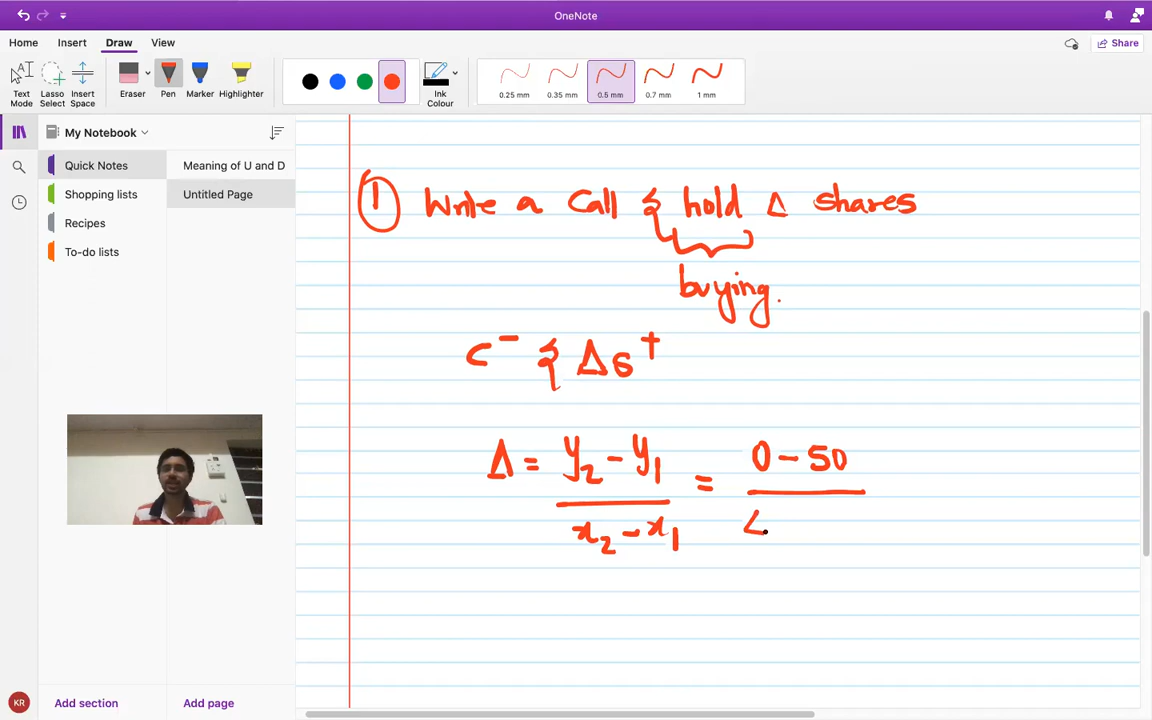 OneNote
Home Insert Draw View
Share
Text Mode
Lasso Select
Insert Space
Eraser
Pen
Marker
Highlighter
Ink Colour
0.25 mm
0.35 mm
0.5 mm
0.7 mm
1 mm
My Notebook
Quick Notes
Shopping lists
Recipes
To-do lists
Meaning of U and D
Untitled Page
① Write a Call & hold Δ shares
buying.
c⁻ & Δs⁺
Δ = y₂ − y₁ = 0 − 50
x₂ − x₁
KR
Add section
Add page